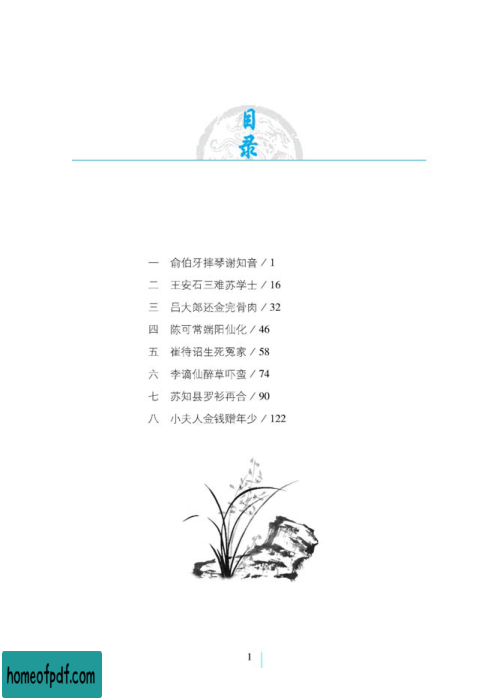 目
录
一 俞伯牙摔琴谢知音 / 1
二 王安石三难苏学士 / 16
三 吕大郎还金完骨肉 / 32
四 陈可常端阳仙化 / 46
五 崔待诏生死冤家 / 58
六 李谪仙醉草吓蛮 / 74
七 苏知县罗衫再合 / 90
八 小夫人金钱赠年少 / 122
1
homeofpdf.com